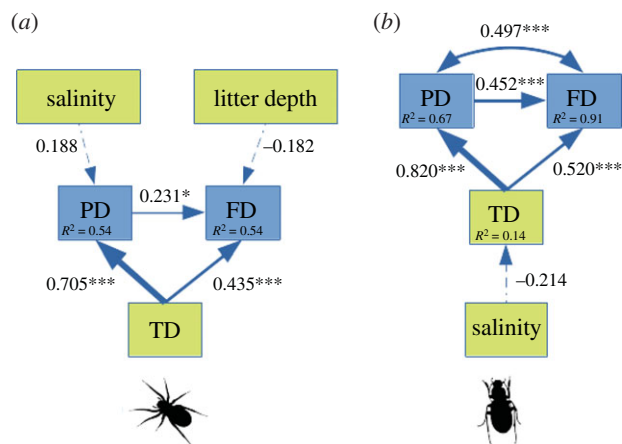 (a)
salinity
litter depth
0.188
–0.182
PD
R² = 0.54
0.231*
FD
R² = 0.54
0.705***
0.435***
TD
(b)
0.497***
PD
R² = 0.67
0.452***
FD
R² = 0.91
0.820***
0.520***
TD
R² = 0.14
–0.214
salinity